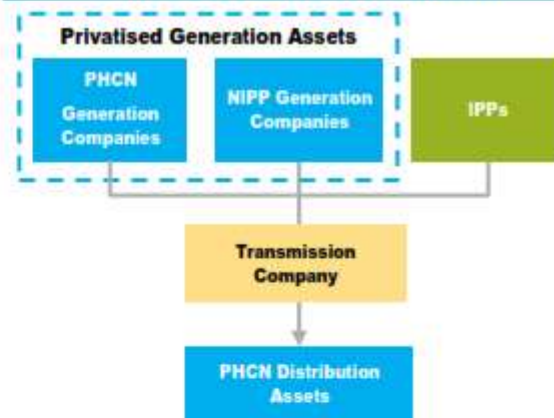 Privatised Generation Assets
PHCN
Generation
Companies
NIPP Generation
Companies
IPPs
Transmission
Company
PHCN Distribution
Assets